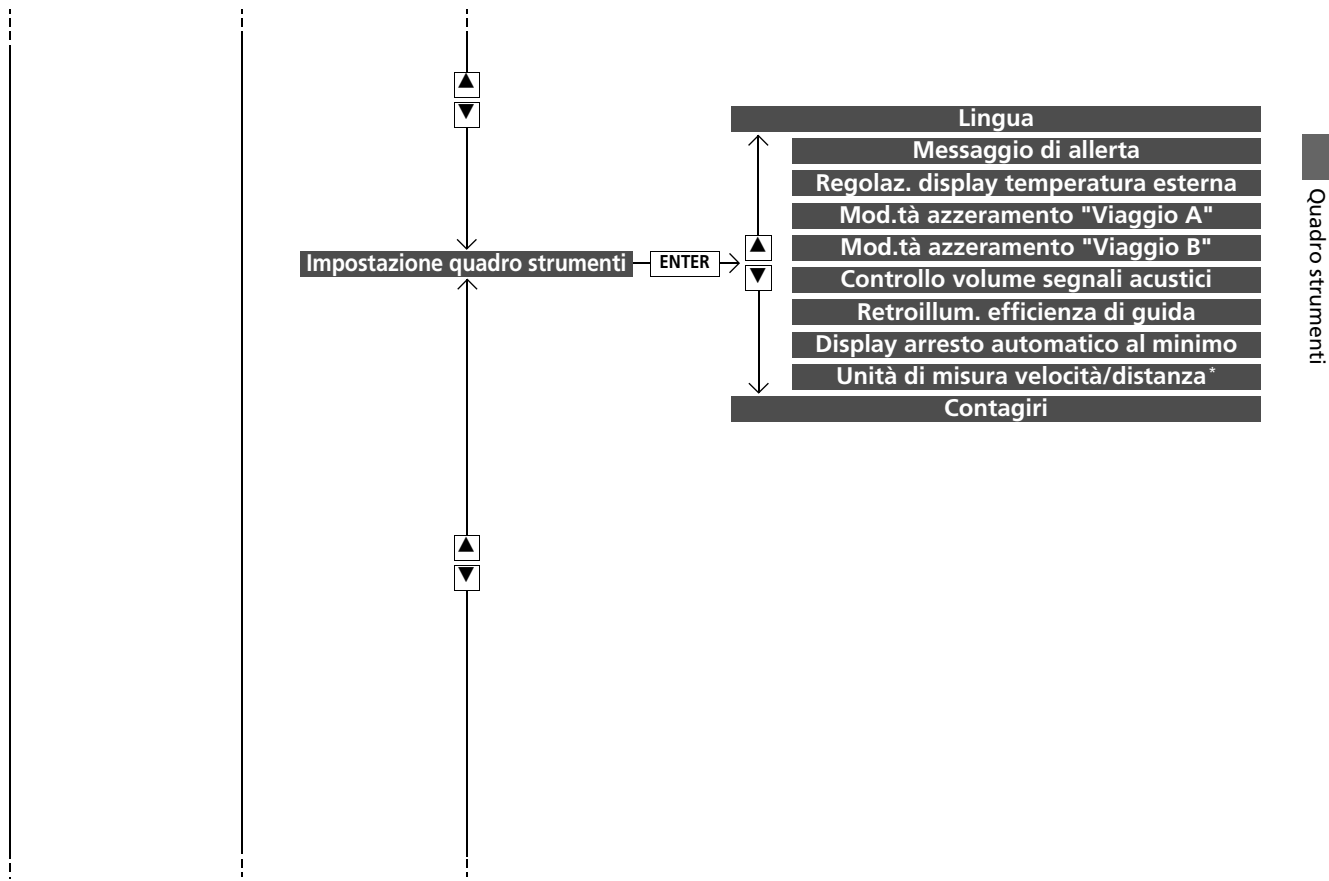 ▲
▼
Lingua
Messaggio di allerta
Regolaz. display temperatura esterna
Mod.tà azzeramento "Viaggio A"
Mod.tà azzeramento "Viaggio B"
Impostazione quadro strumenti
ENTER
▲
▼
Controllo volume segnali acustici
Retroillum. efficienza di guida
Display arresto automatico al minimo
Unità di misura velocità/distanza*
Contagiri
▲
▼
Quadro strumenti